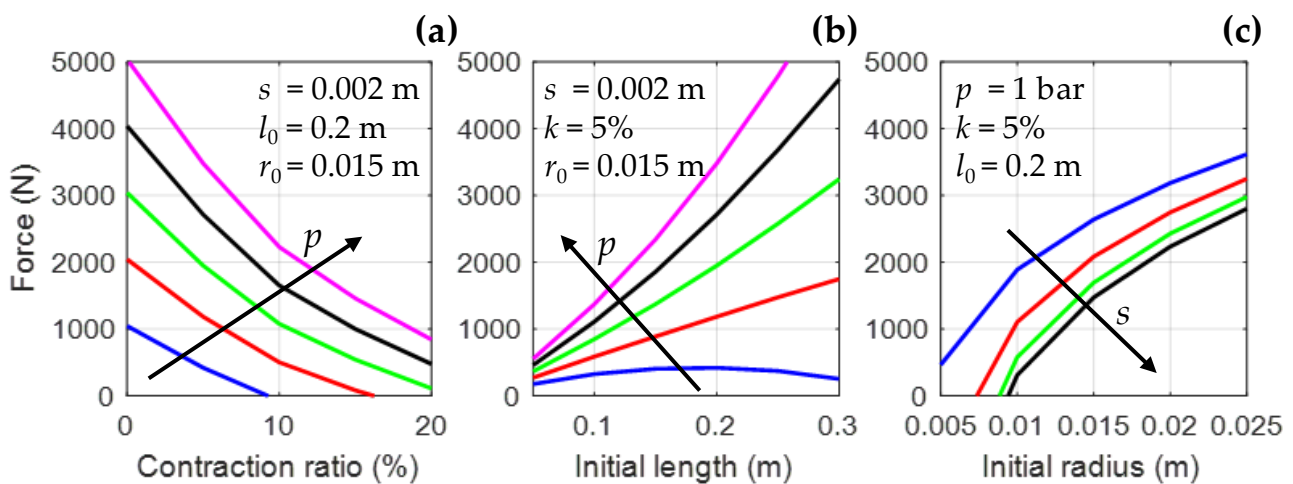 (a)
Force (N)
5000
4000
3000
2000
1000
0
s = 0.002 m
l₀ = 0.2 m
r₀ = 0.015 m
p
0 10 20
Contraction ratio (%)
(b)
5000
4000
3000
2000
1000
0
s = 0.002 m
k = 5%
r₀ = 0.015 m
p
0.1 0.2 0.3
Initial length (m)
(c)
5000
4000
3000
2000
1000
0
p = 1 bar
k = 5%
l₀ = 0.2 m
s
0.005 0.01 0.015 0.02 0.025
Initial radius (m)